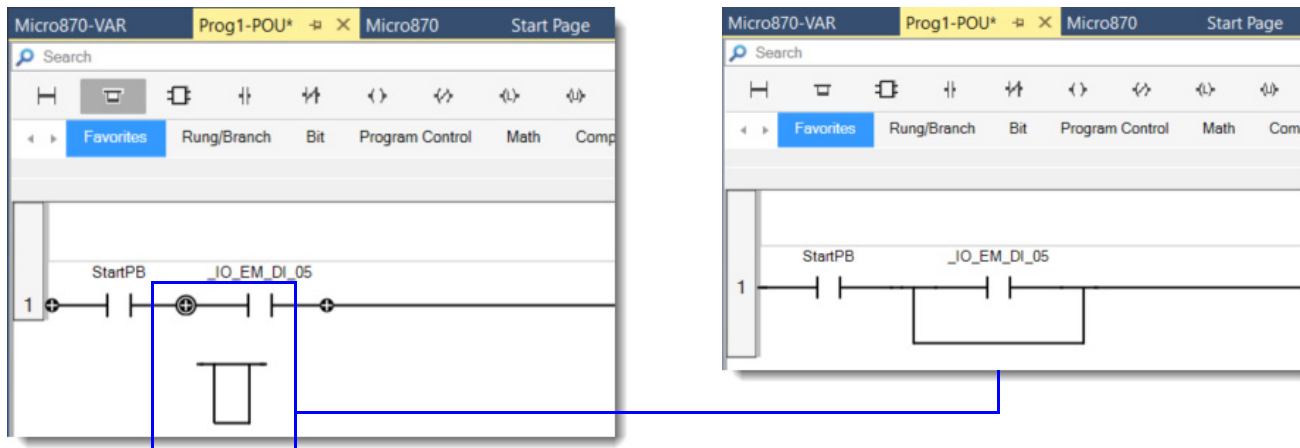 Micro870-VAR Prog1-POU* Micro870 Start Page
Search
Favorites Rung/Branch Bit Program Control Math Comp
StartPB _IO_EM_DI_05
1
Micro870-VAR Prog1-POU* Micro870 Start Page
Search
Favorites Rung/Branch Bit Program Control Math Com
StartPB _IO_EM_DI_05
1